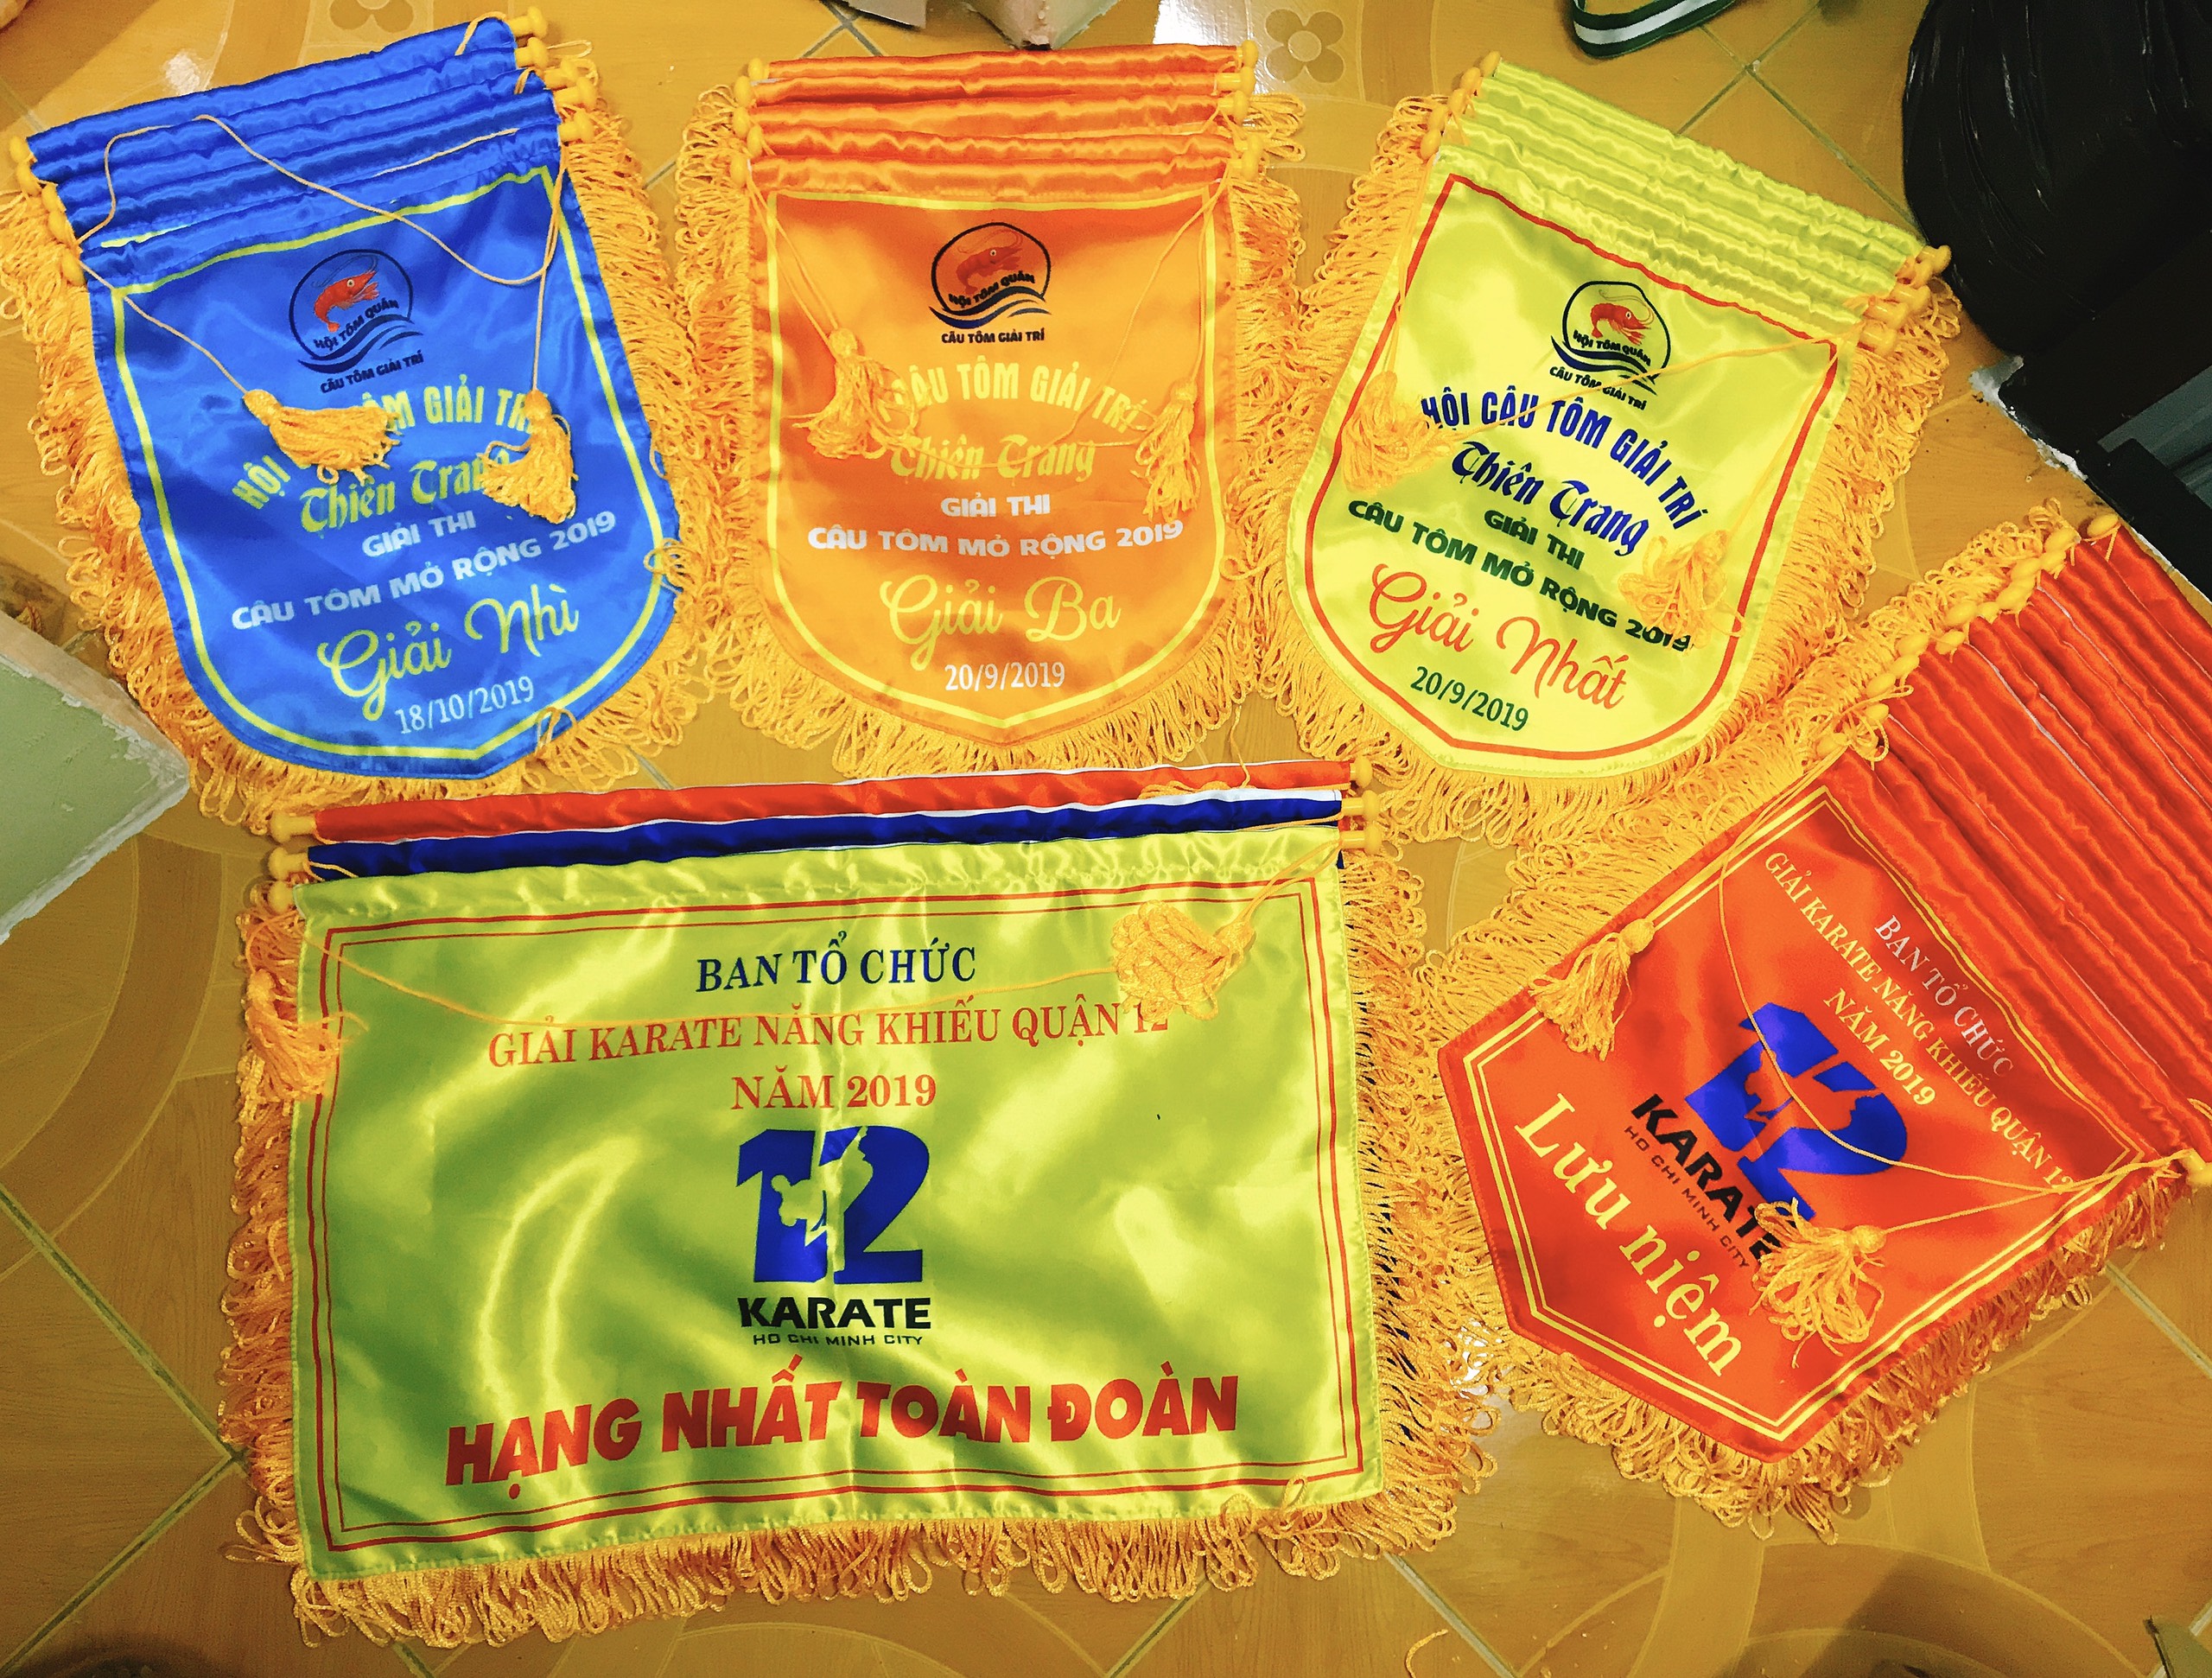 HỘI TÔM QUÂN
CÂU TÔM GIẢI TRÍ
HỘI ÔM GIẢI TRÍ
Thiên Trang
GIẢI THI
CÂU TÔM MỞ RỘNG 2019
Giải Nhì
18/10/2019
HỘI TÔM QUÂN
CÂU TÔM GIẢI TRÍ
CÂU TÔM GIẢI TRÍ
Thiên Trang
GIẢI THI
CÂU TÔM MỞ RỘNG 2019
Giải Ba
20/9/2019
HỘI TÔM QUÂN
CÂU TÔM GIẢI TRÍ
HỘI CÂU TÔM GIẢI TRÍ
Thiên Trang
GIẢI THI
CÂU TÔM MỞ RỘNG 2019
Giải Nhất
20/9/2019
BAN TỔ CHỨC
GIẢI KARATE NĂNG KHIẾU QUẬN 12
NĂM 2019
12
KARATE
HO CHI MINH CITY
HẠNG NHẤT TOÀN ĐOÀN
BAN TỔ CHỨC
GIẢI KARATE NĂNG KHIẾU QUẬN 12
NĂM 2019
12
KARATE
HO CHI MINH CITY
Lưu niệm